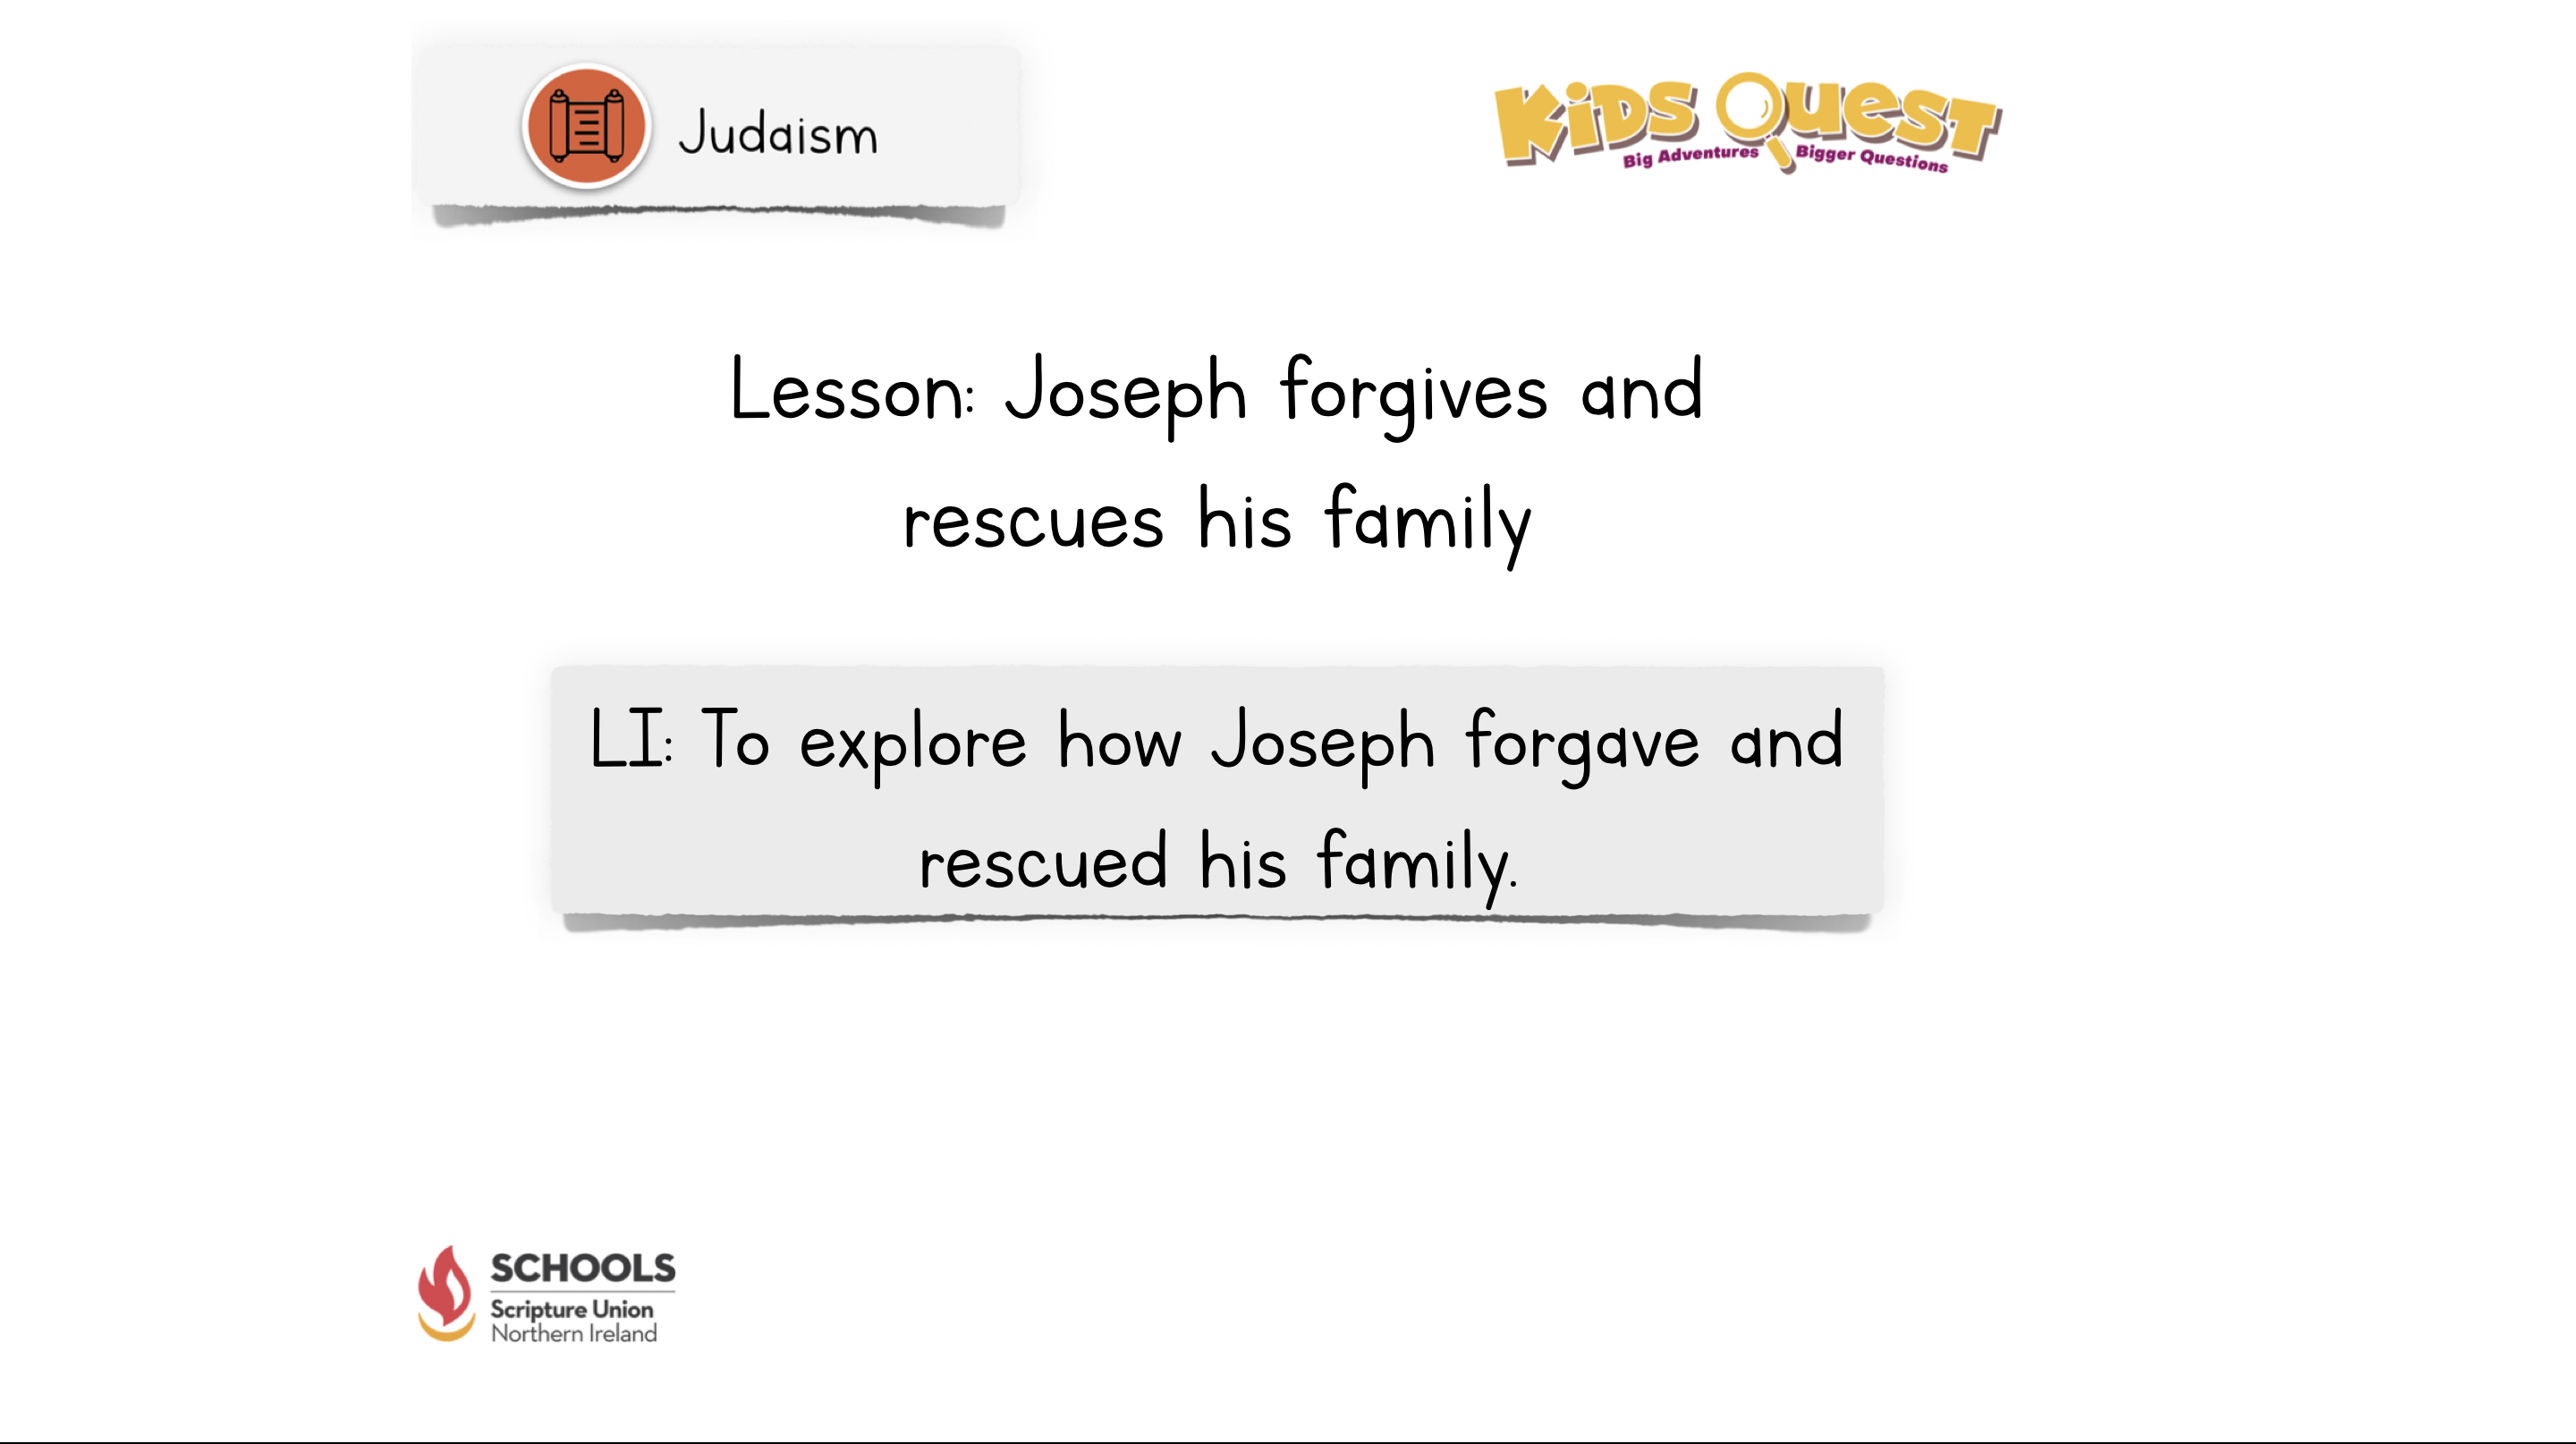 Judaism
KiDS QUEST
Big Adventures Bigger Questions
Lesson: Joseph forgives and
rescues his family
LI: To explore how Joseph forgave and
rescued his family.
SCHOOLS
Scripture Union
Northern Ireland